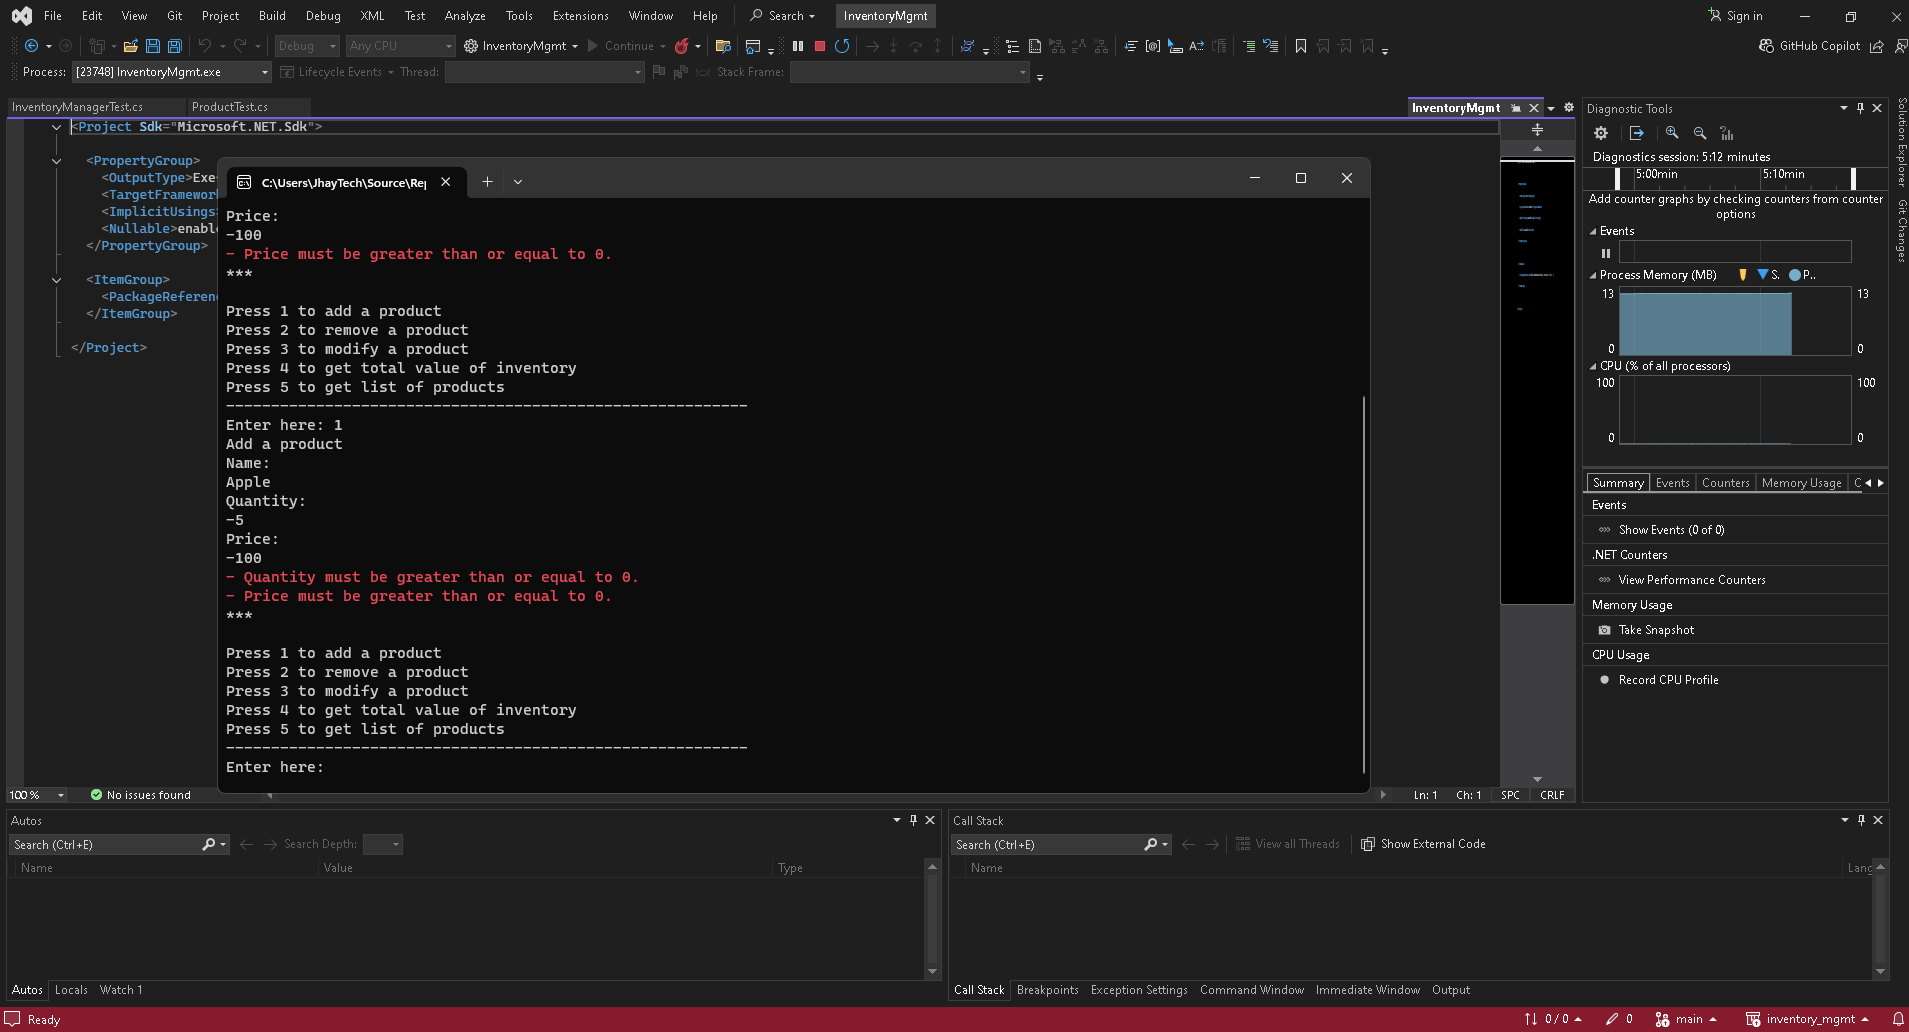 File Edit View Git Project Build Debug XML Test Analyze Tools Extensions Window Help Search InventoryMgmt Sign in
Debug Any CPU InventoryMgmt Continue GitHub Copilot
Process: [23748] InventoryMgmt.exe Lifecycle Events Thread: Stack Frame:
InventoryManagerTest.cs ProductTest.cs InventoryMgmt
<Project Sdk="Microsoft.NET.Sdk">
<PropertyGroup>
<OutputType>Exe
<TargetFramework
<ImplicitUsings
<Nullable>enabl
</PropertyGroup>
<ItemGroup>
<PackageReferen
</ItemGroup>
</Project>
C:\Users\JhayTech\Source\Rep
Price:
-100
- Price must be greater than or equal to 0.
***
Press 1 to add a product
Press 2 to remove a product
Press 3 to modify a product
Press 4 to get total value of inventory
Press 5 to get list of products
----------------------------------------------------------
Enter here: 1
Add a product
Name:
Apple
Quantity:
-5
Price:
-100
- Quantity must be greater than or equal to 0.
- Price must be greater than or equal to 0.
***
Press 1 to add a product
Press 2 to remove a product
Press 3 to modify a product
Press 4 to get total value of inventory
Press 5 to get list of products
----------------------------------------------------------
Enter here:
100 % No issues found Ln: 1 Ch: 1 SPC CRLF
Diagnostic Tools
Diagnostics session: 5:12 minutes
5:00min 5:10min
Add counter graphs by checking counters from counter
options
Events
Process Memory (MB) S. P..
13 13
0 0
CPU (% of all processors)
100 100
0 0
Summary Events Counters Memory Usage C
Events
Show Events (0 of 0)
.NET Counters
View Performance Counters
Memory Usage
Take Snapshot
CPU Usage
Record CPU Profile
Solution Explorer
Git Changes
Autos
Search (Ctrl+E) Search Depth:
Name Value Type
Autos Locals Watch 1
Call Stack
Search (Ctrl+E) View all Threads Show External Code
Name Lang
Call Stack Breakpoints Exception Settings Command Window Immediate Window Output
Ready 0 / 0 0 main inventory_mgmt